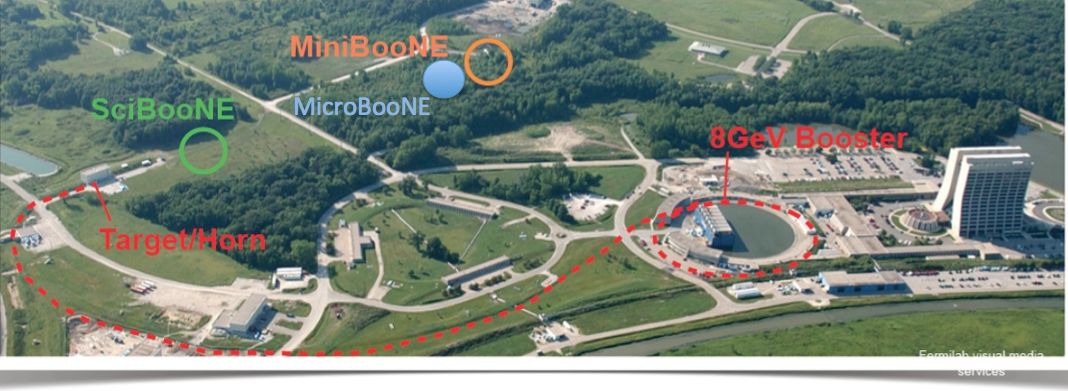 MiniBooNE
SciBooNE
MicroBooNE
8GeV Booster
Target/Horn
Fermilab visual media
services